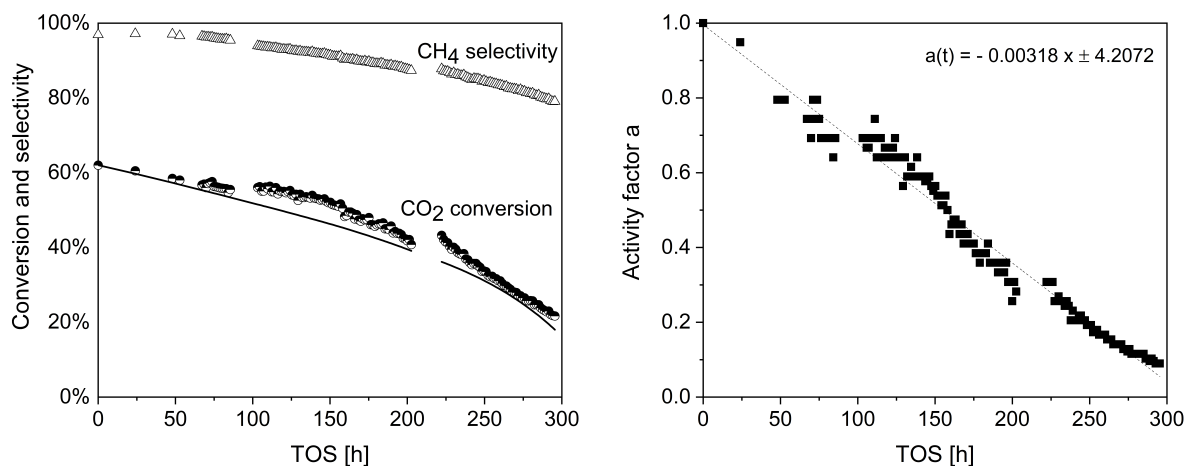 100%
80%
60%
40%
20%
0%
Conversion and selectivity
CH4 selectivity
CO2 conversion
0 50 100 150 200 250 300
TOS [h]
1.0
0.8
0.6
0.4
0.2
0.0
Activity factor a
a(t) = - 0.00318 x ± 4.2072
0 50 100 150 200 250 300
TOS [h]